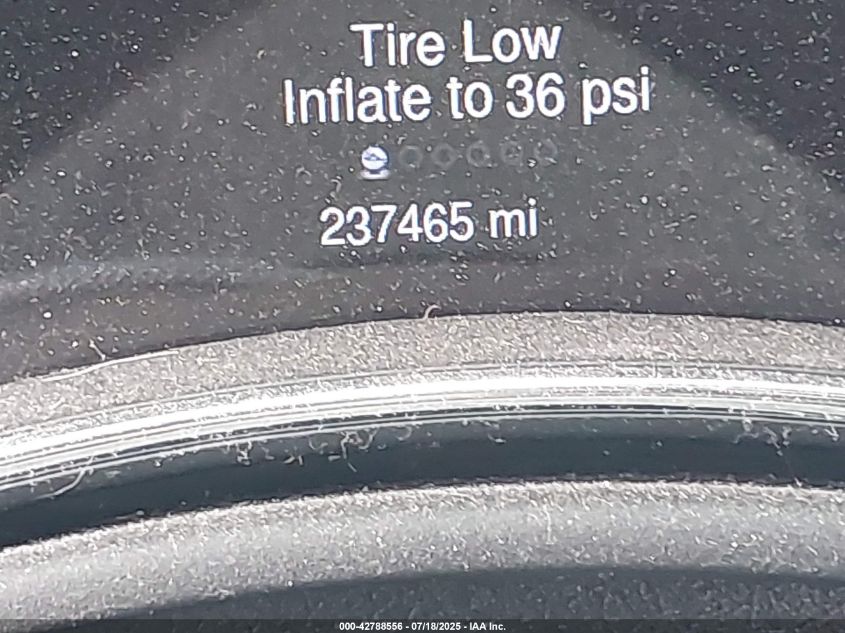 Tire Low
Inflate to 36 psi
237465 mi
000-42788556 - 07/18/2025 - IAA Inc.